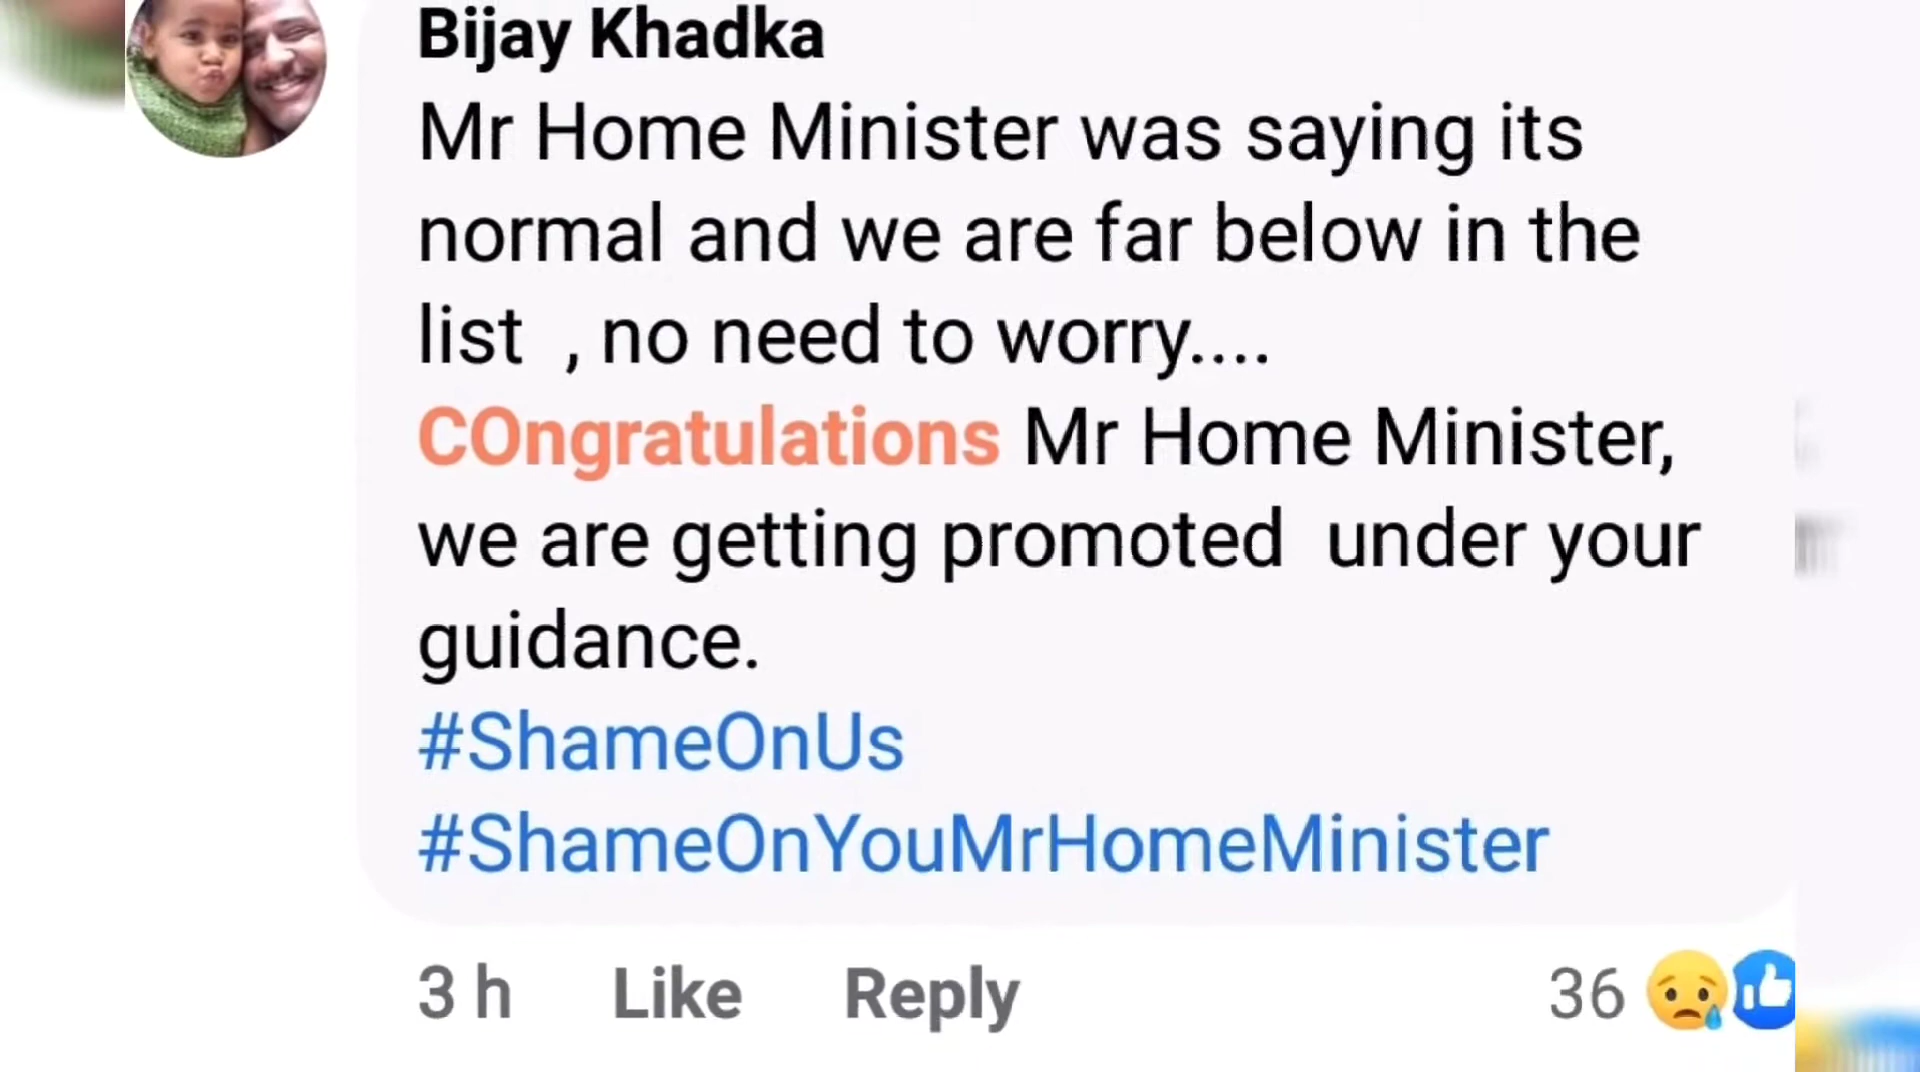 Bijay Khadka
Mr Home Minister was saying its
normal and we are far below in the
list , no need to worry....
COngratulations Mr Home Minister,
we are getting promoted under your
guidance.
#ShameOnUs
#ShameOnYouMrHomeMinister
3 h Like Reply 36